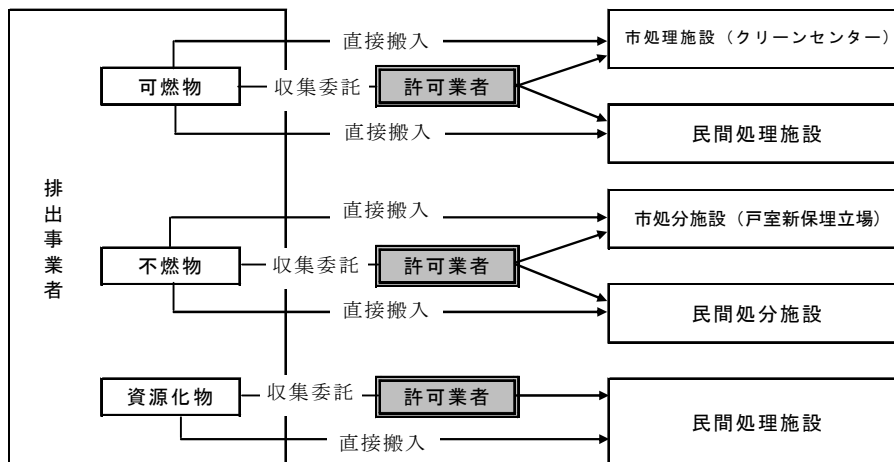 排出事業者
直接搬入
市処理施設（クリーンセンター）
可燃物
収集委託
許可業者
直接搬入
民間処理施設
直接搬入
市処分施設（戸室新保埋立場）
不燃物
収集委託
許可業者
直接搬入
民間処分施設
資源化物
収集委託
許可業者
民間処理施設
直接搬入